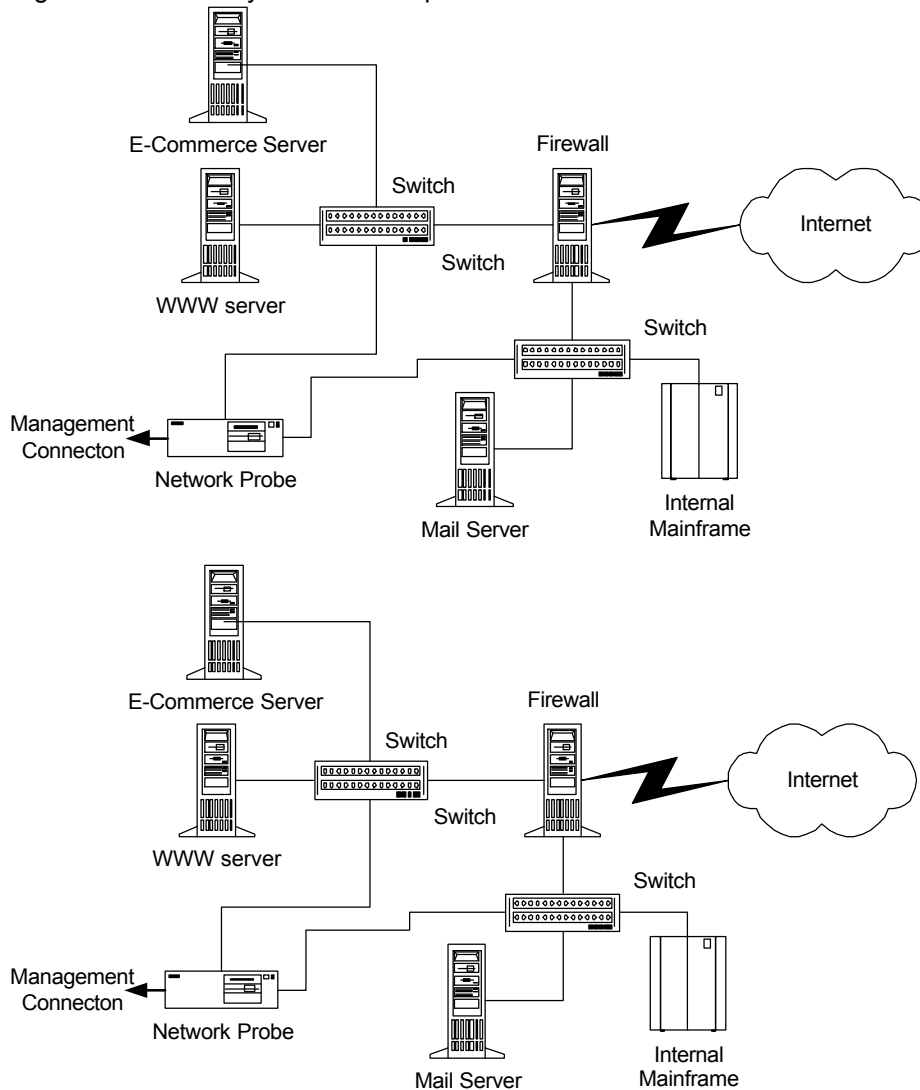 E-Commerce Server
Firewall
Switch
Internet
Switch
WWW server
Switch
Management
Connecton
Network Probe
Mail Server
Internal
Mainframe
E-Commerce Server
Firewall
Switch
Internet
Switch
WWW server
Switch
Management
Connecton
Network Probe
Mail Server
Internal
Mainframe